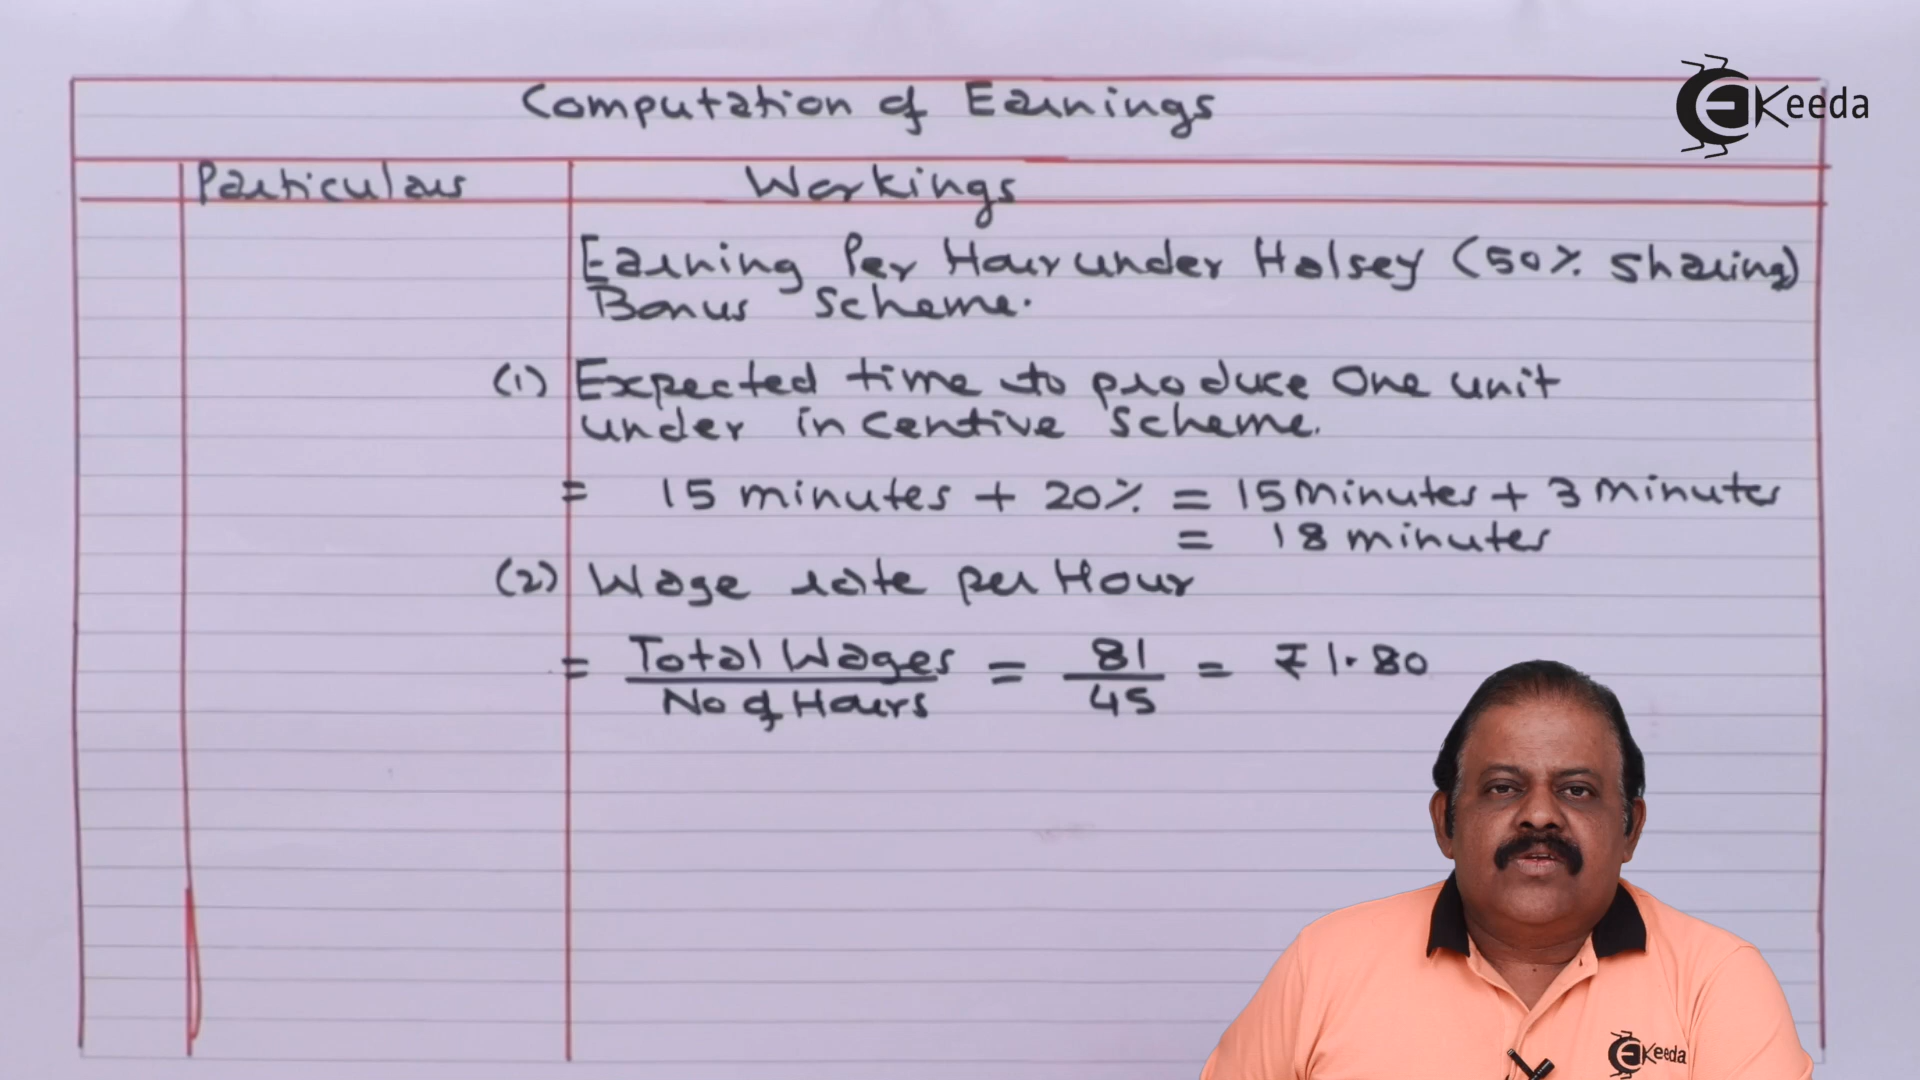 Computation of Earnings
Keeda
Particulars
Workings
Earning Per Hour under Halsey (50% Sharing)
Bonus Scheme.
(1) Expected time to produce One unit
under incentive Scheme.
= 15 minutes + 20% = 15 Minutes + 3 minutes
= 18 minutes
(2) Wage rate per Hour
= Total Wages / No of Hours = 81 / 45 = ₹1.80
Keeda